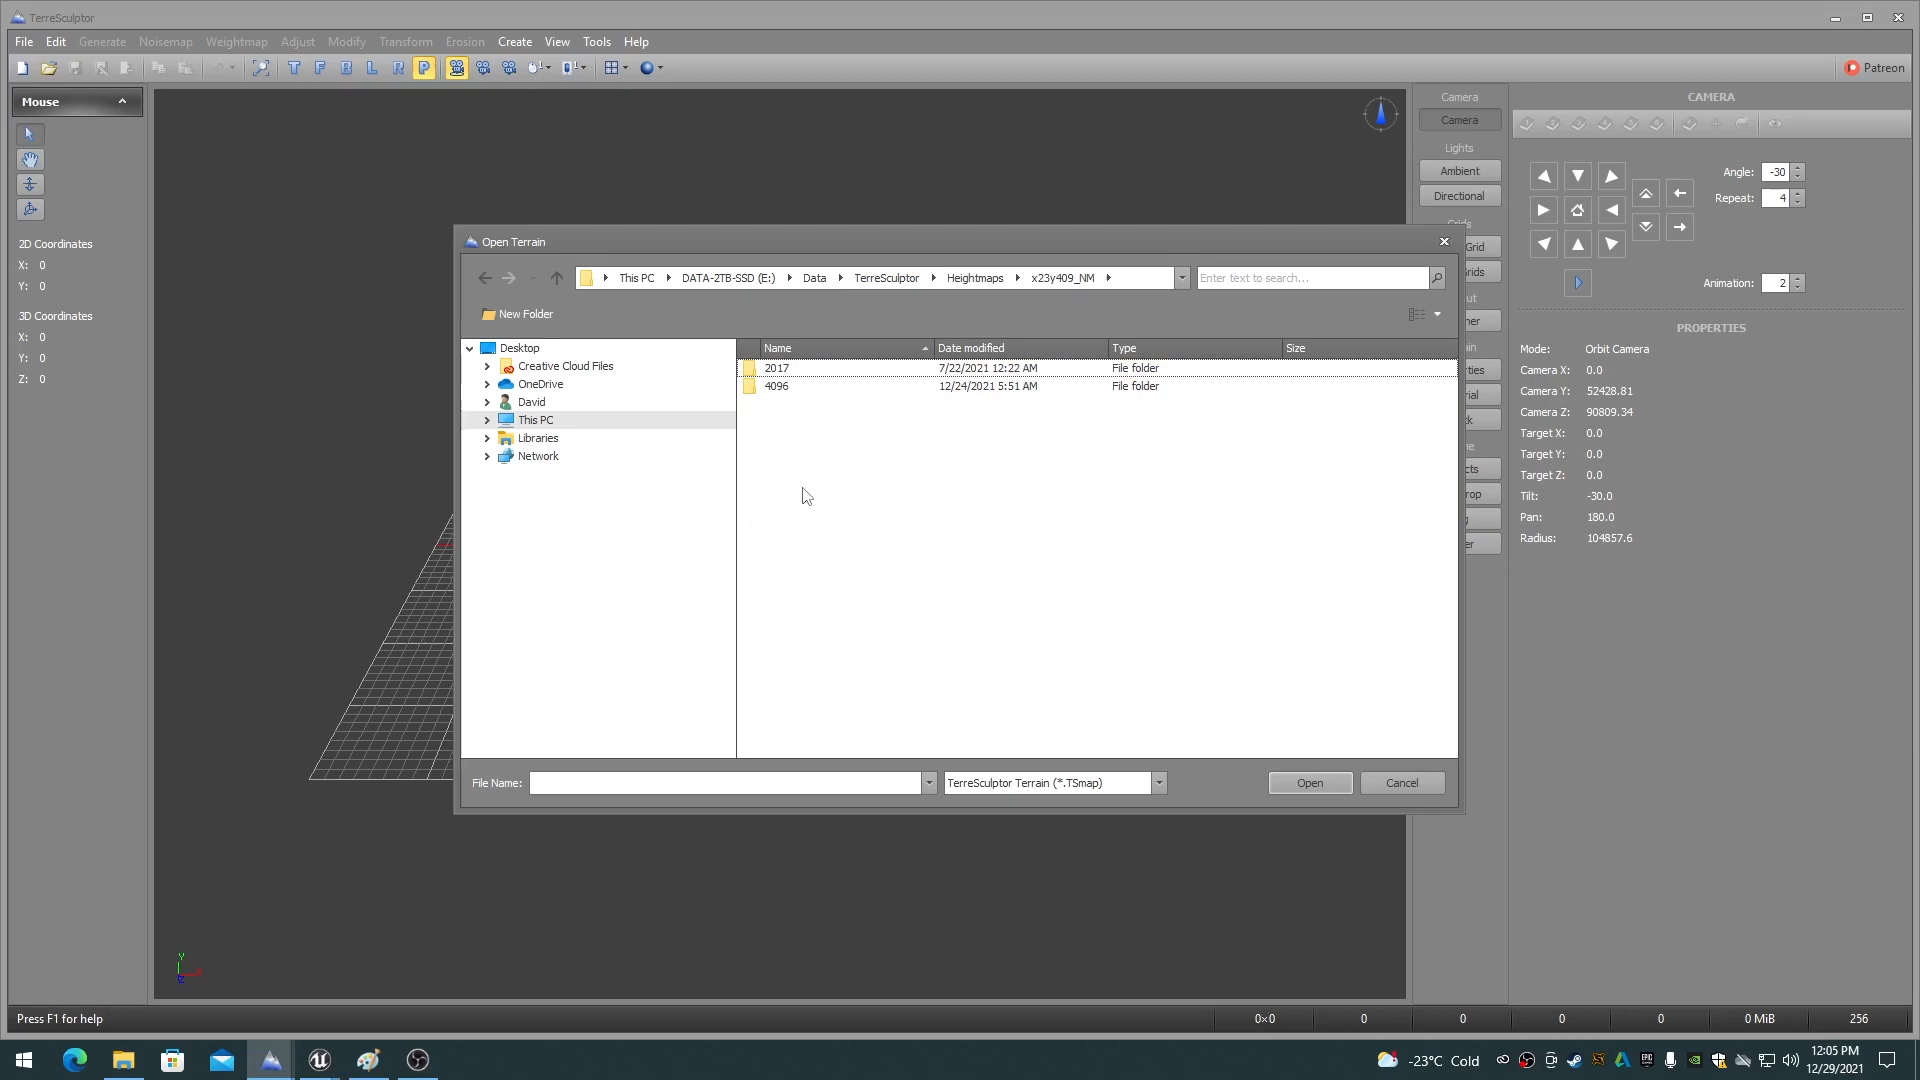 TerreSculptor
File Edit Generate Noisemap Weightmap Adjust Modify Transform Erosion Create View Tools Help
T F B L R P Patreon
Mouse
2D Coordinates
X: 0
Y: 0
3D Coordinates
X: 0
Y: 0
Z: 0
Open Terrain
This PC DATA-2TB-SSD (E:) Data TerreSculptor Heightmaps x23y409_NM Enter text to search...
New Folder
Desktop
Creative Cloud Files
OneDrive
David
This PC
Libraries
Network
Name Date modified Type Size
2017 7/22/2021 12:22 AM File folder
4096 12/24/2021 5:51 AM File folder
File Name: TerreSculptor Terrain (*.TSmap) Open Cancel
Camera
Camera
Lights
Ambient
Directional
Grid
CAMERA
Angle: -30
Repeat: 4
Animation: 2
PROPERTIES
Mode: Orbit Camera
Camera X: 0.0
Camera Y: 52428.81
Camera Z: 90809.34
Target X: 0.0
Target Y: 0.0
Target Z: 0.0
Tilt: -30.0
Pan: 180.0
Radius: 104857.6
Press F1 for help 0×0 0 0 0 0 0 MiB 256
-23°C Cold 12:05 PM
12/29/2021